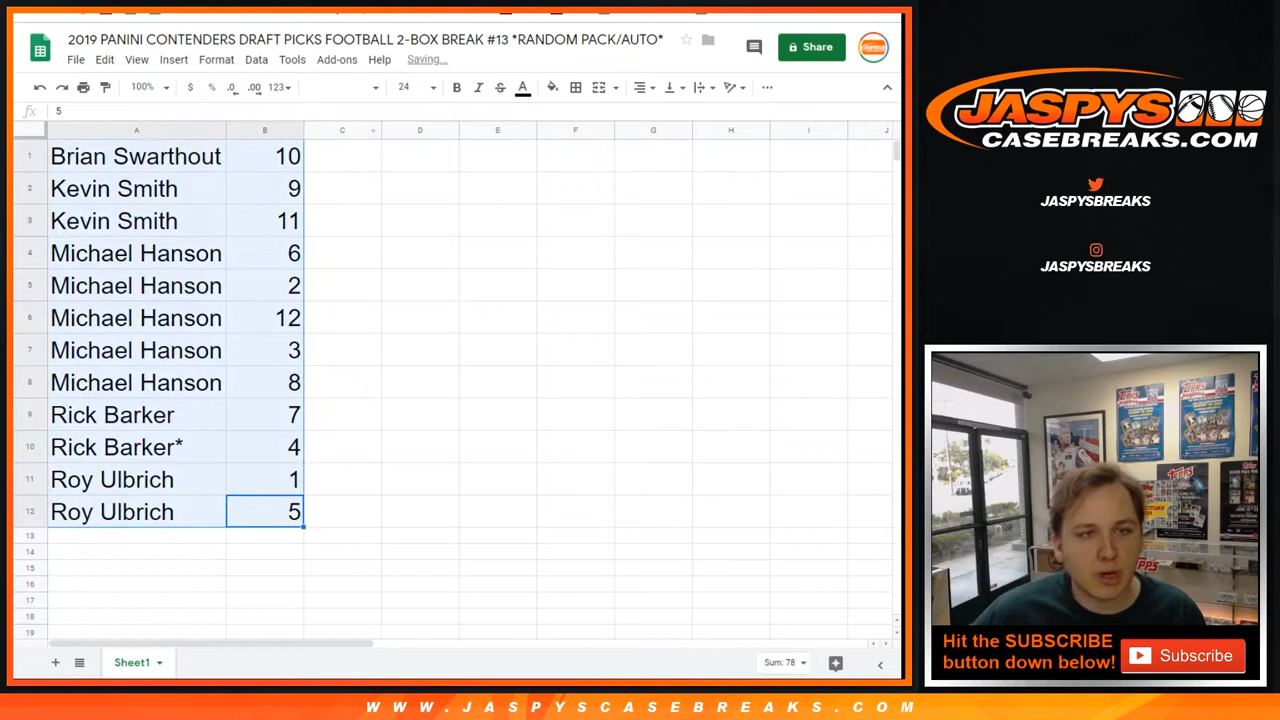 2019 PANINI CONTENDERS DRAFT PICKS FOOTBALL 2-BOX BREAK #13 *RANDOM PACK/AUTO*
Share
File Edit View Insert Format Data Tools Add-ons Help Saving...
100% $ % .0 .00 123 24 B I S A
fx 5
A B C D E F G H I J
1 Brian Swarthout 10
2 Kevin Smith 9
3 Kevin Smith 11
4 Michael Hanson 6
5 Michael Hanson 2
6 Michael Hanson 12
7 Michael Hanson 3
8 Michael Hanson 8
9 Rick Barker 7
10 Rick Barker* 4
11 Roy Ulbrich 1
12 Roy Ulbrich 5
13
14
15
16
17
18
19
Sheet1
Sum: 78
JASPYS
CASEBREAKS.COM
JASPYSBREAKS
JASPYSBREAKS
TOPPS
Hit the SUBSCRIBE
button down below!
Subscribe
WWW.JASPYSCASEBREAKS.COM